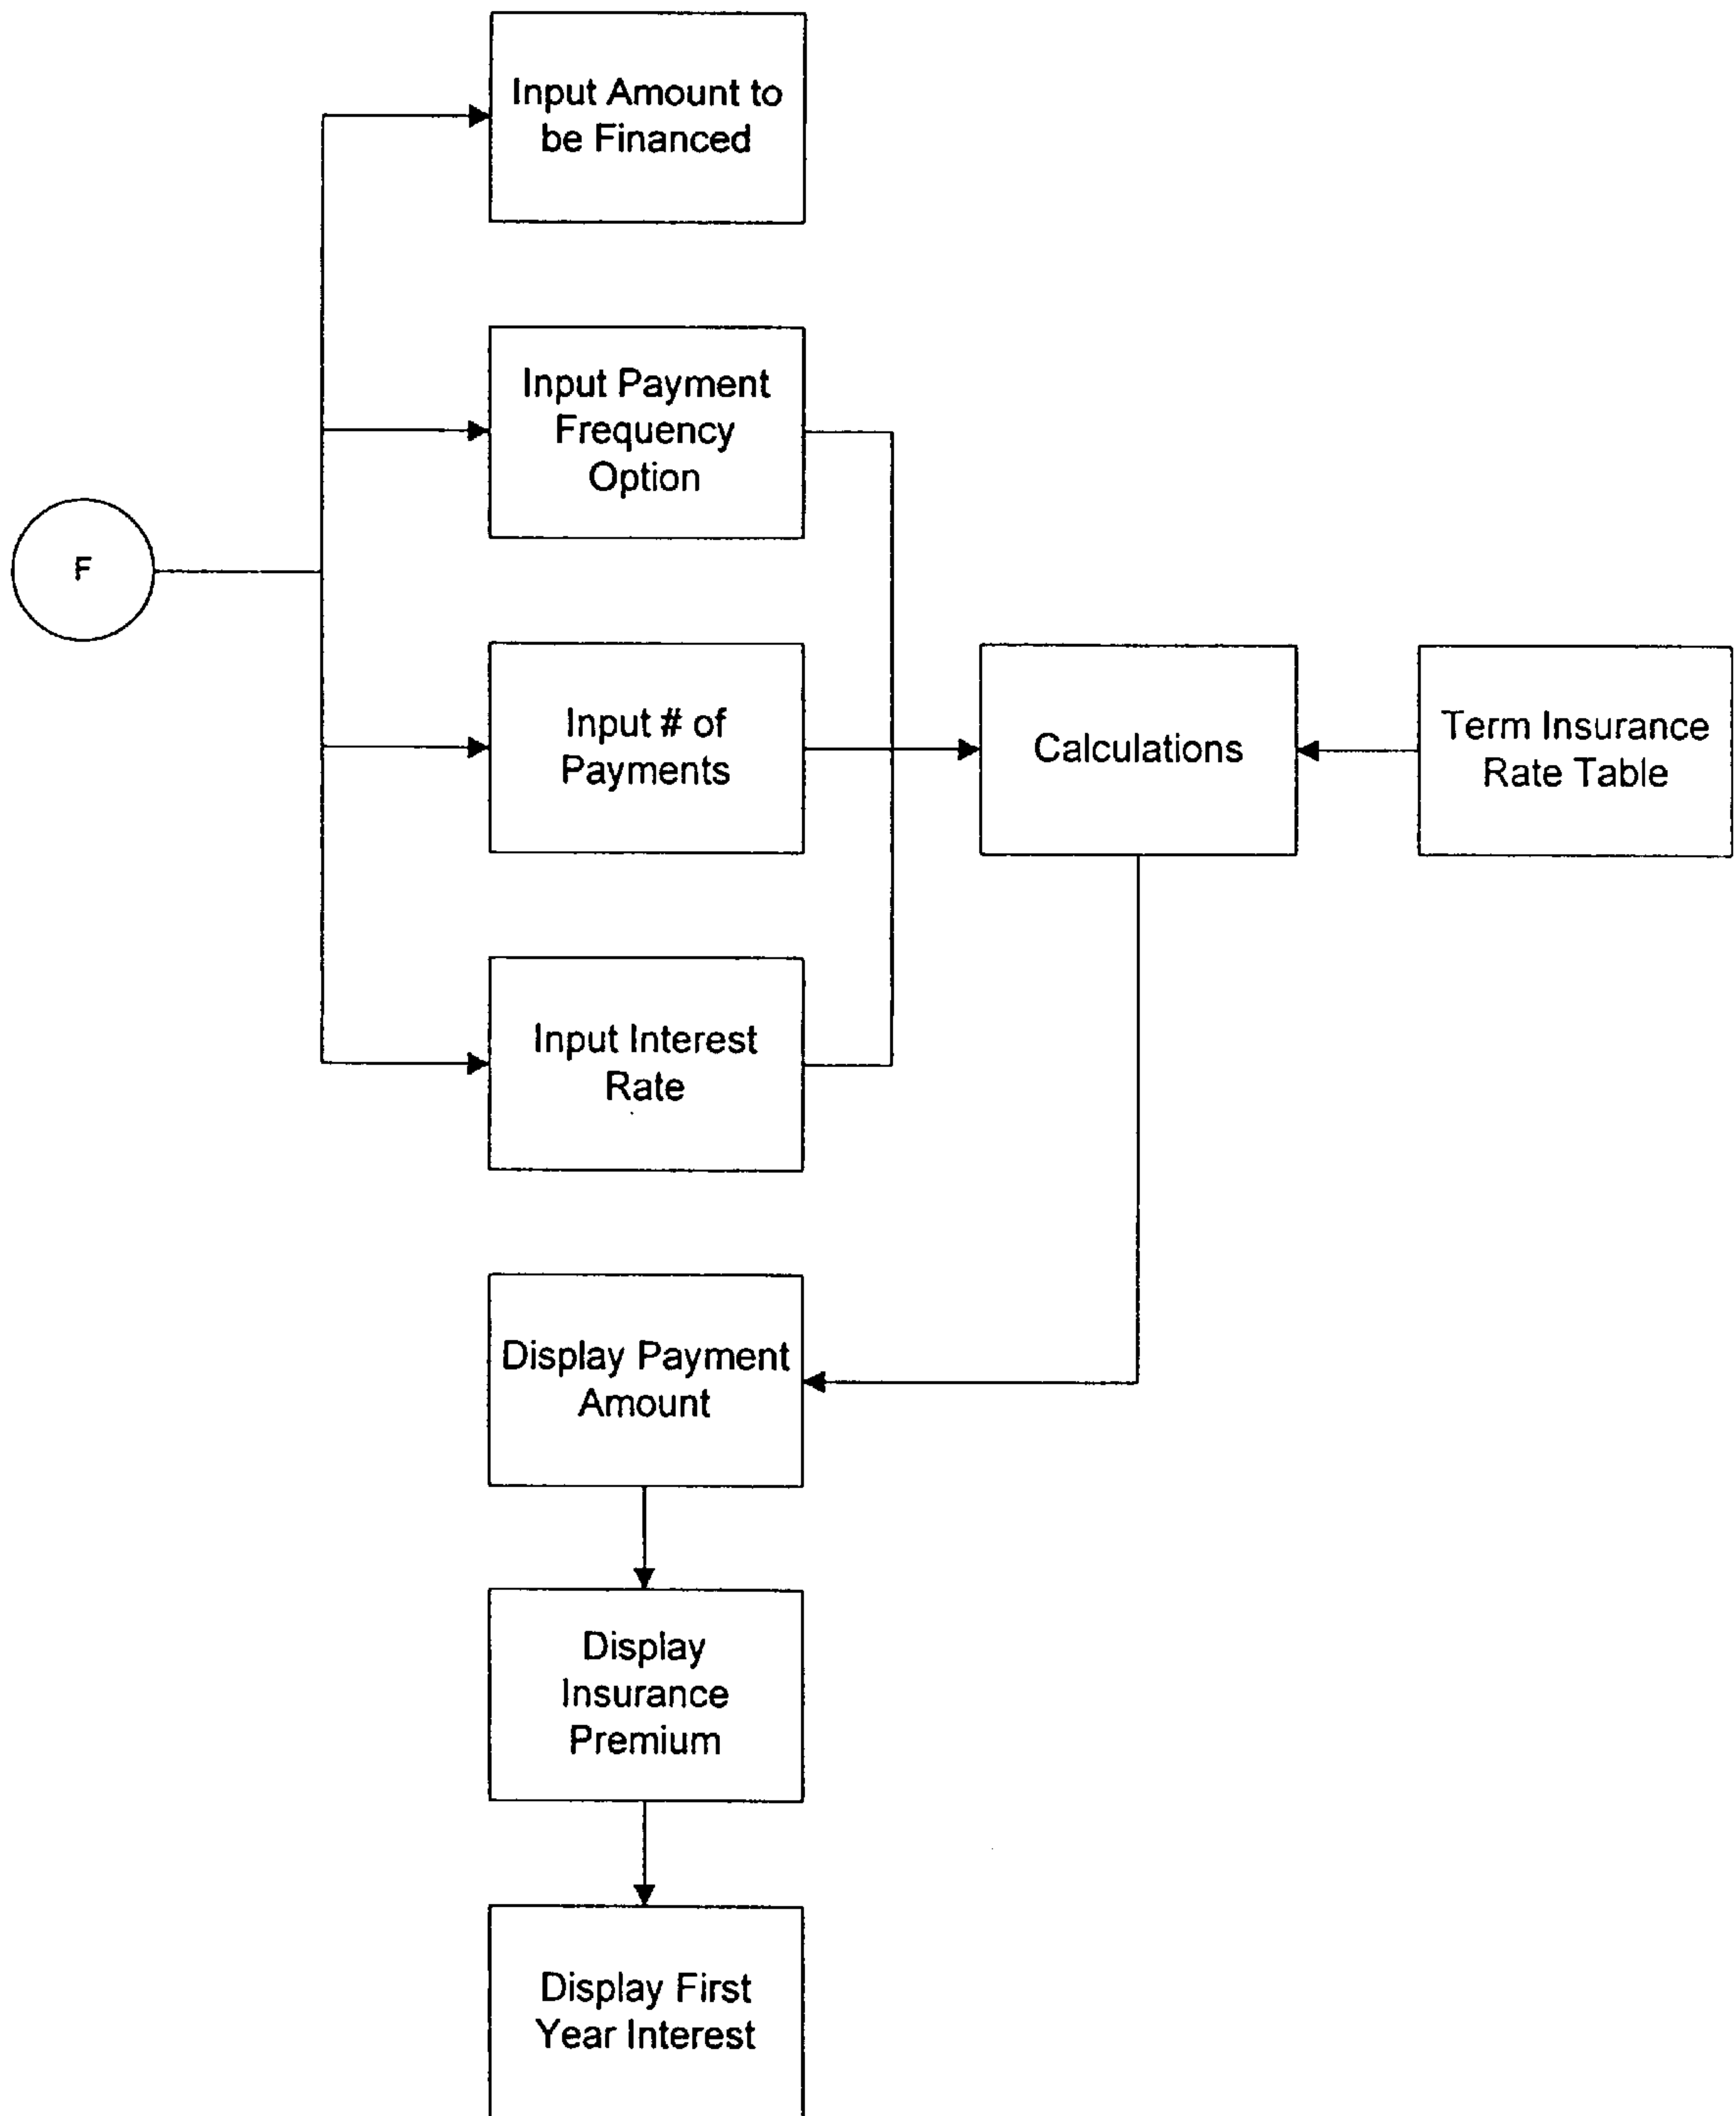 Input Amount to
be Financed
Input Payment
Frequency
Option
F
Input # of
Payments
Calculations
Term Insurance
Rate Table
Input Interest
Rate
Display Payment
Amount
Display
Insurance
Premium
Display First
Year Interest